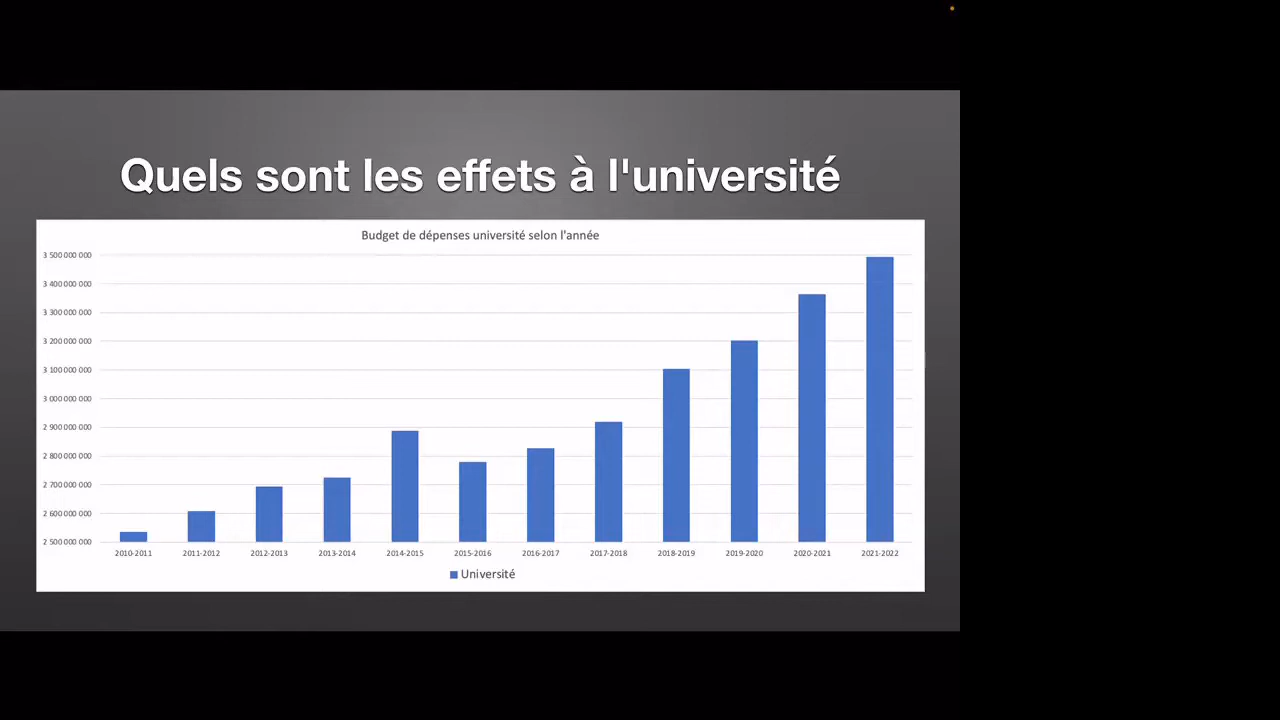 Quels sont les effets à l'université
Budget de dépenses université selon l'année
3 500 000 000
3 400 000 000
3 300 000 000
3 200 000 000
3 100 000 000
3 000 000 000
2 900 000 000
2 800 000 000
2 700 000 000
2 600 000 000
2 500 000 000
2010-2011 2011-2012 2012-2013 2013-2014 2014-2015 2015-2016 2016-2017 2017-2018 2018-2019 2019-2020 2020-2021 2021-2022
Université